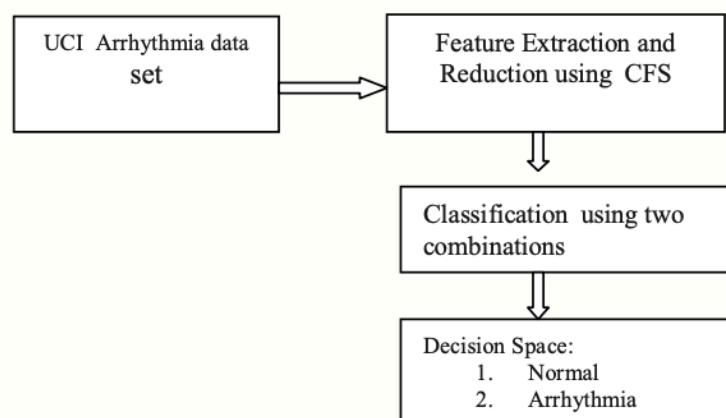 UCI Arrhythmia data
set
Feature Extraction and
Reduction using CFS
Classification using two
combinations
Decision Space:
1. Normal
2. Arrhythmia